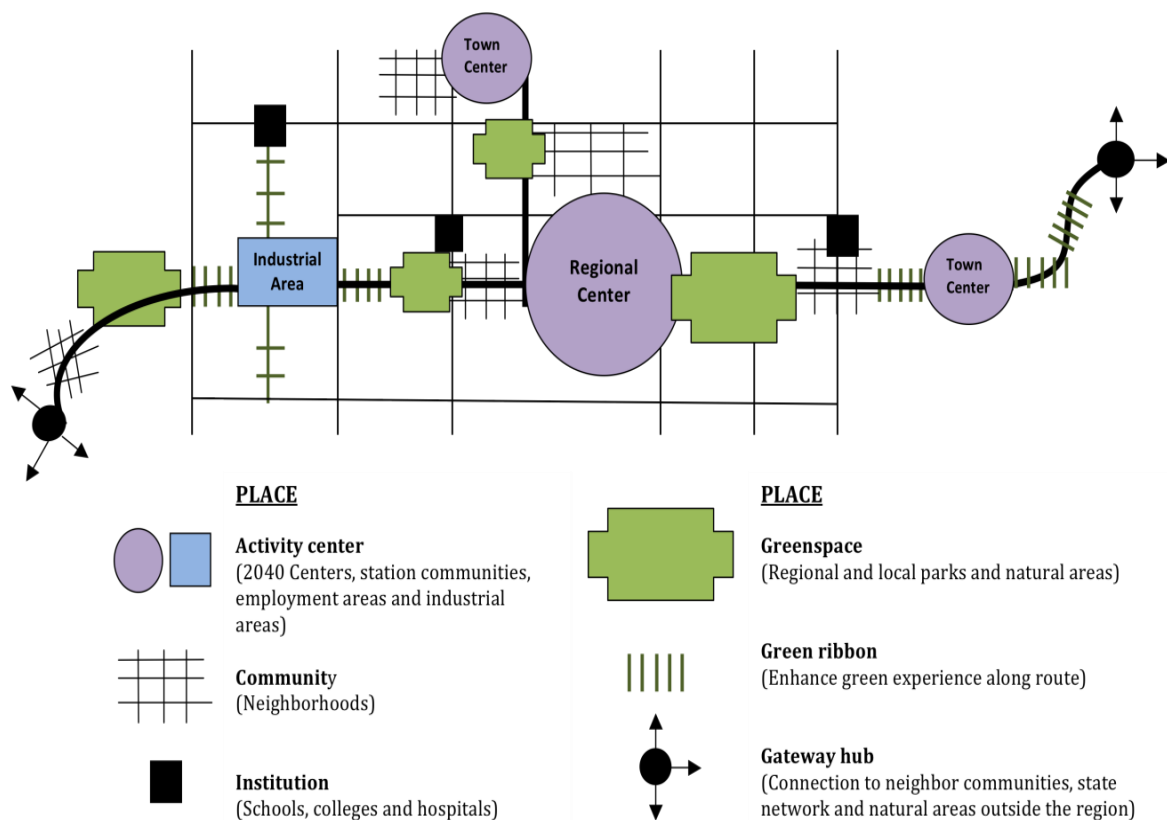 Town
Center
Industrial
Area
Regional
Center
Town
Center
PLACE
Activity center
(2040 Centers, station communities,
employment areas and industrial
areas)
Community
(Neighborhoods)
Institution
(Schools, colleges and hospitals)
PLACE
Greenspace
(Regional and local parks and natural areas)
Green ribbon
(Enhance green experience along route)
Gateway hub
(Connection to neighbor communities, state
network and natural areas outside the region)